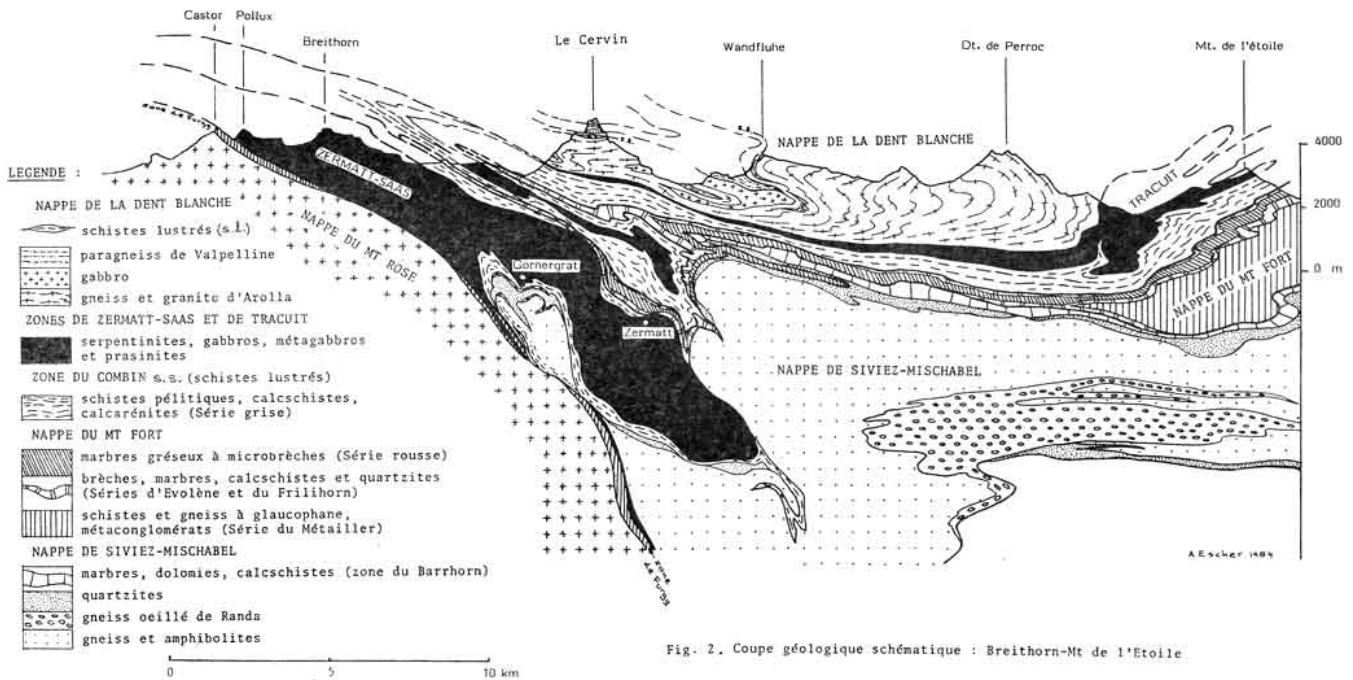 Castor Pollux
Breithorn
Le Cervin
Wandfluhe
Dt. de Perroc
Mt. de l'étoile
zone de Furgg
NAPPE DE LA DENT BLANCHE
4000
2000
0 m
ZERMATT-SAAS
TRACUIT
NAPPE DU MT ROSE
Gornergrat
Zermatt
NAPPE DU MT FORT
NAPPE DE SIVIEZ-MISCHABEL
zone de Furgg
A Escher 1984
LEGENDE :
NAPPE DE LA DENT BLANCHE
schistes lustrés (s.l.)
paragneiss de Valpelline
gabbro
gneiss et granite d'Arolla
ZONES DE ZERMATT-SAAS ET DE TRACUIT
serpentinites, gabbros, métagabbros
et prasinites
ZONE DU COMBIN s.s. (schistes lustrés)
schistes pélitiques, calcschistes,
calcarénites (Série grise)
NAPPE DU MT FORT
marbres gréseux à microbrèches (Série rousse)
brèches, marbres, calcschistes et quartzites
(Séries d'Evolène et du Frilihorn)
schistes et gneiss à glaucophane,
métaconglomérats (Série du Métailler)
NAPPE DE SIVIEZ-MISCHABEL
marbres, dolomies, calcschistes (zone du Barrhorn)
quartzites
gneiss oeillé de Randa
gneiss et amphibolites
0 5 10 km
Fig. 2. Coupe géologique schématique : Breithorn-Mt de l'Etoile